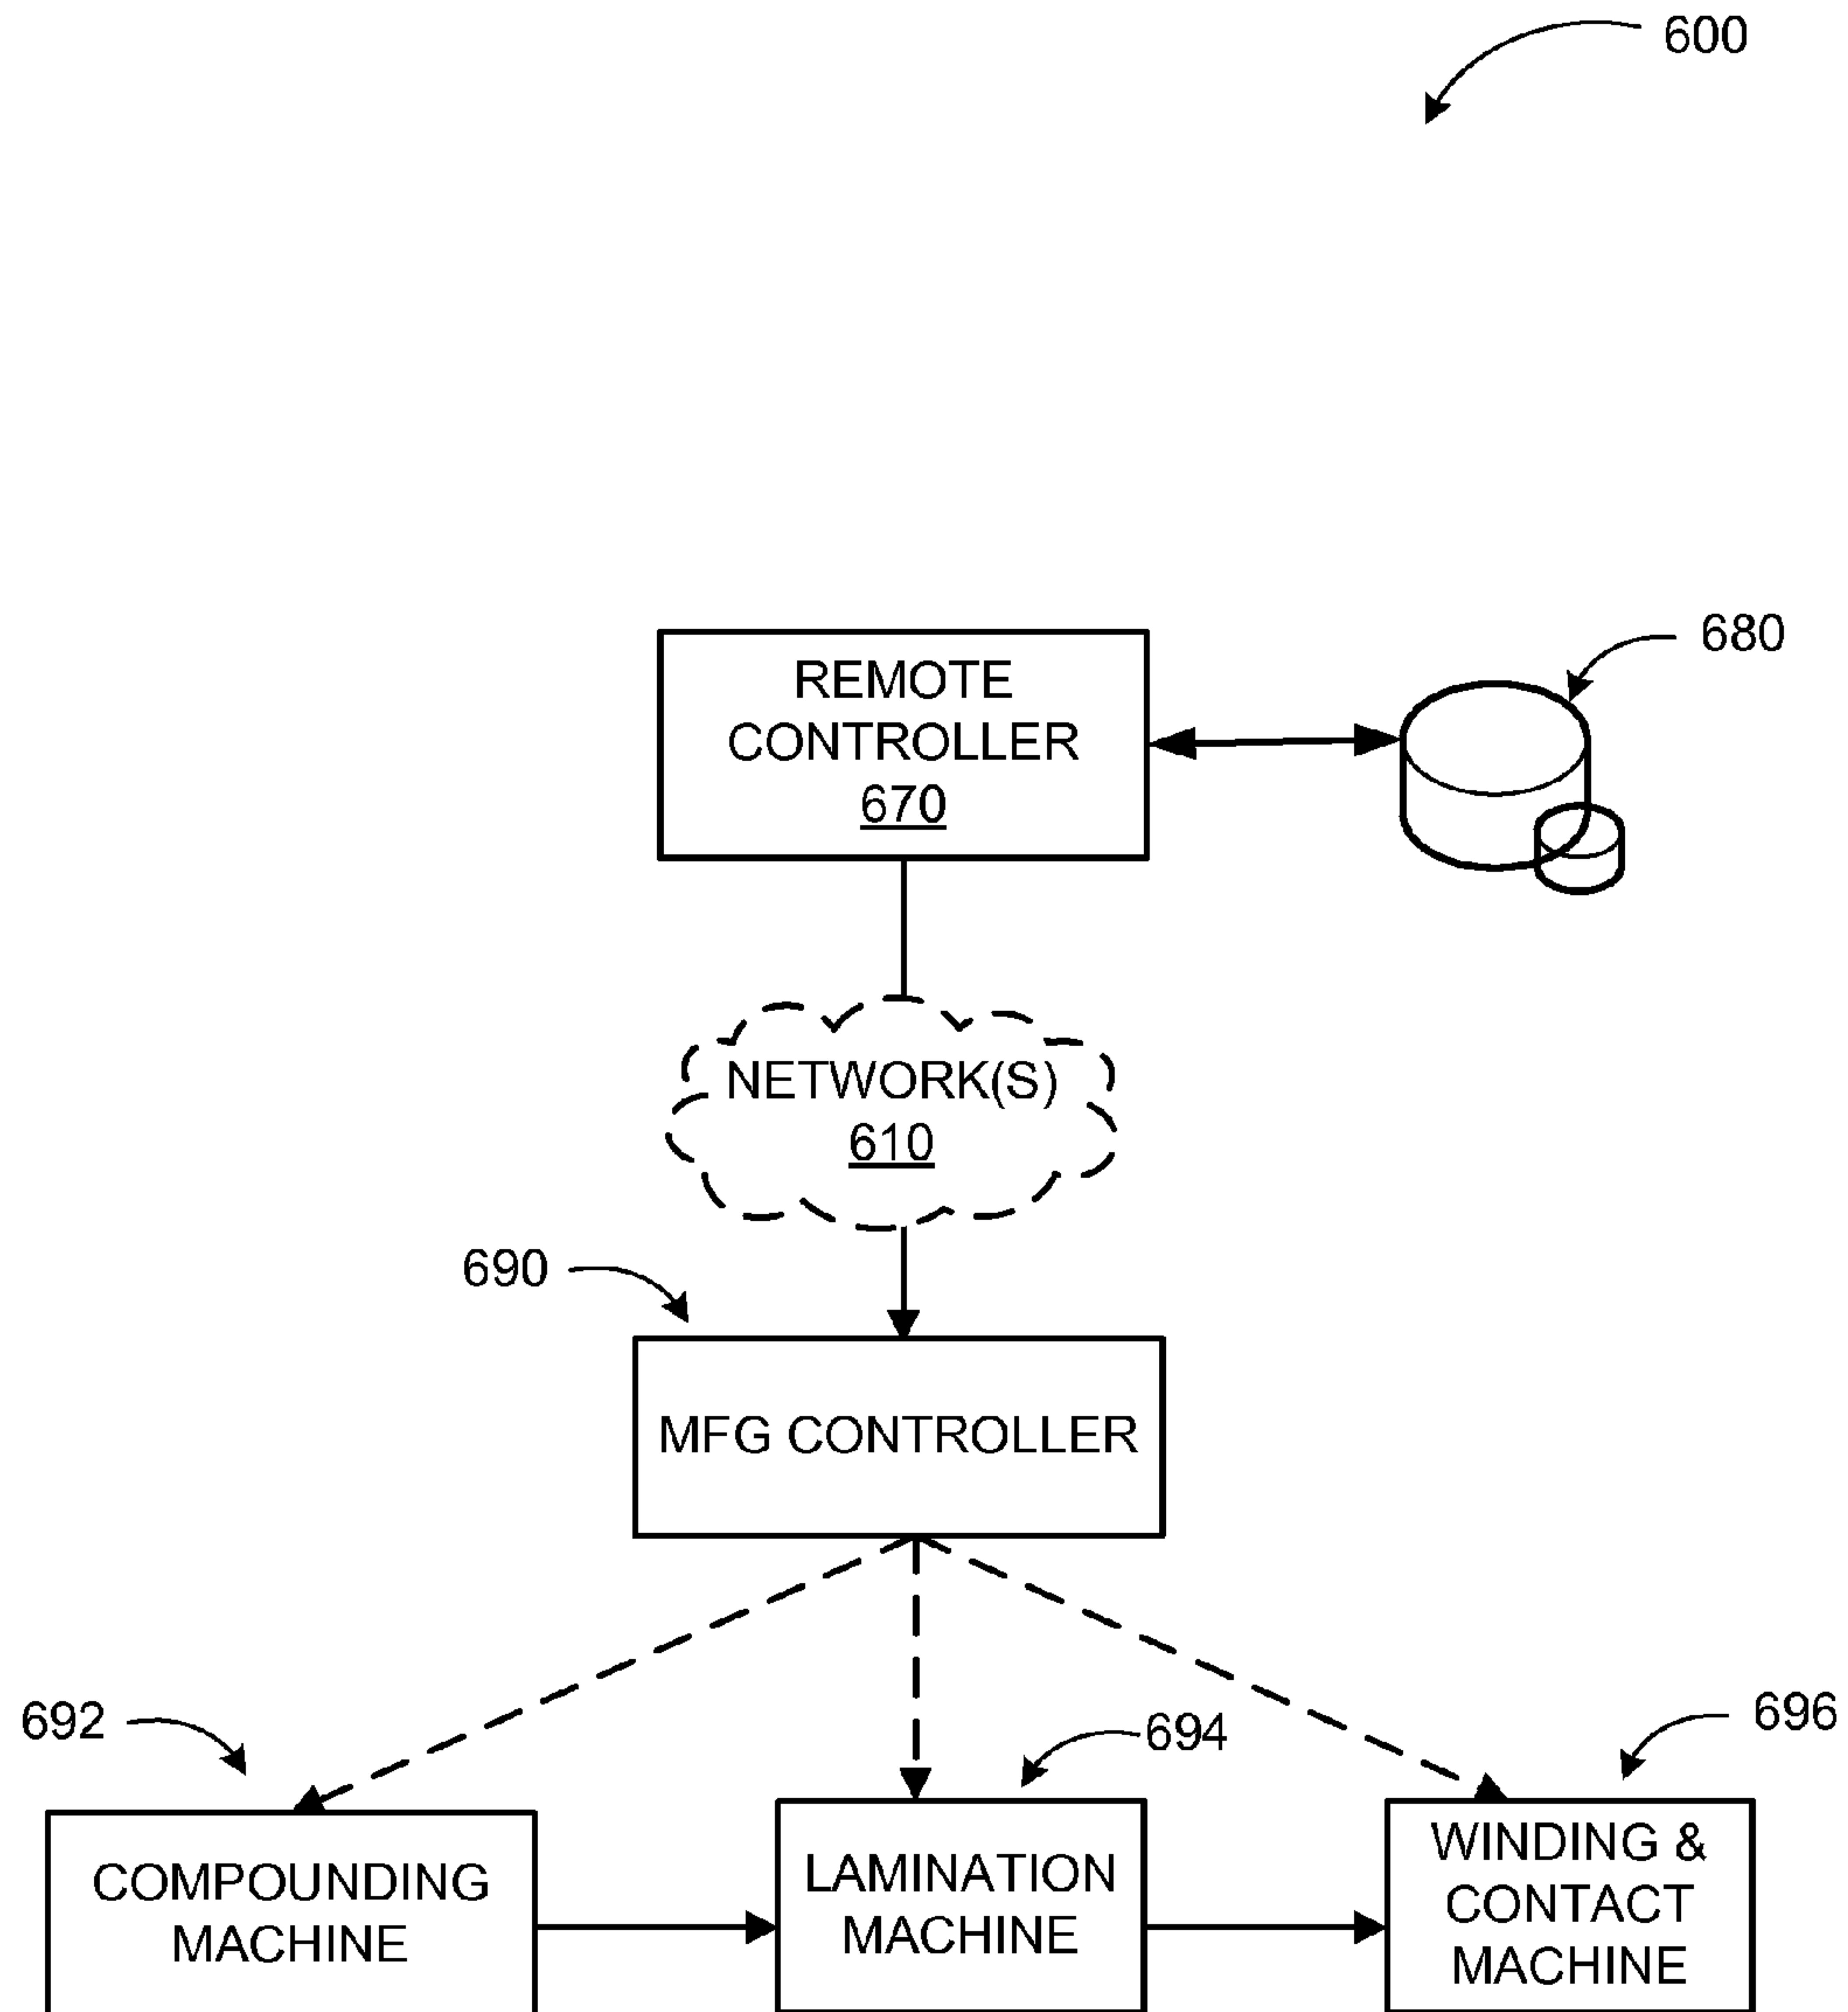 600
REMOTE
CONTROLLER
670
680
NETWORK(S)
610
690
MFG CONTROLLER
692
694
696
COMPOUNDING
MACHINE
LAMINATION
MACHINE
WINDING &
CONTACT
MACHINE